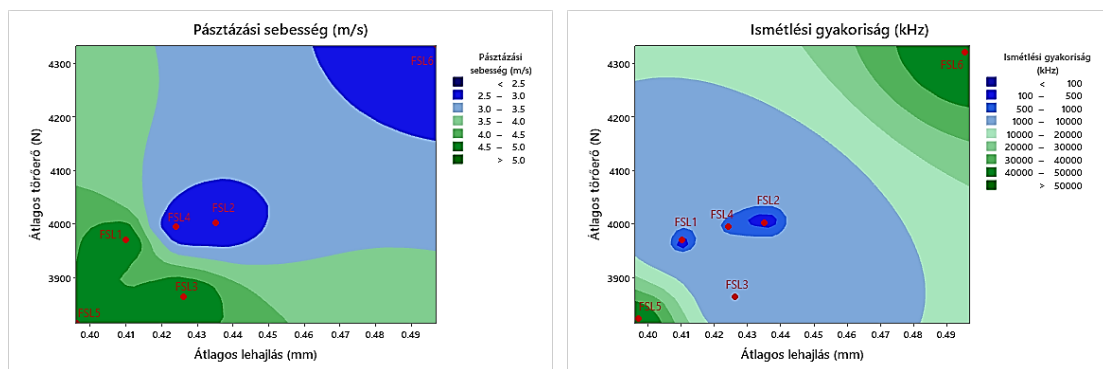 Pásztázási sebesség (m/s)
4300
4200
4100
4000
3900
Átlagos törőerő (N)
0.40 0.41 0.42 0.43 0.44 0.45 0.46 0.47 0.48 0.49
Átlagos lehajlás (mm)
FSL6
FSL2
FSL4
FSL1
FSL3
FSL5
Pásztázási
sebesség (m/s)
< 2.5
2.5 – 3.0
3.0 – 3.5
3.5 – 4.0
4.0 – 4.5
4.5 – 5.0
> 5.0
Ismétlési gyakoriság (kHz)
4300
4200
4100
4000
3900
Átlagos törőerő (N)
0.40 0.41 0.42 0.43 0.44 0.45 0.46 0.47 0.48 0.49
Átlagos lehajlás (mm)
FSL6
FSL2
FSL4
FSL1
FSL3
FSL5
Ismétlési gyakoriság
(kHz)
< 100
100 – 500
500 – 1000
1000 – 10000
10000 – 20000
20000 – 30000
30000 – 40000
40000 – 50000
> 50000